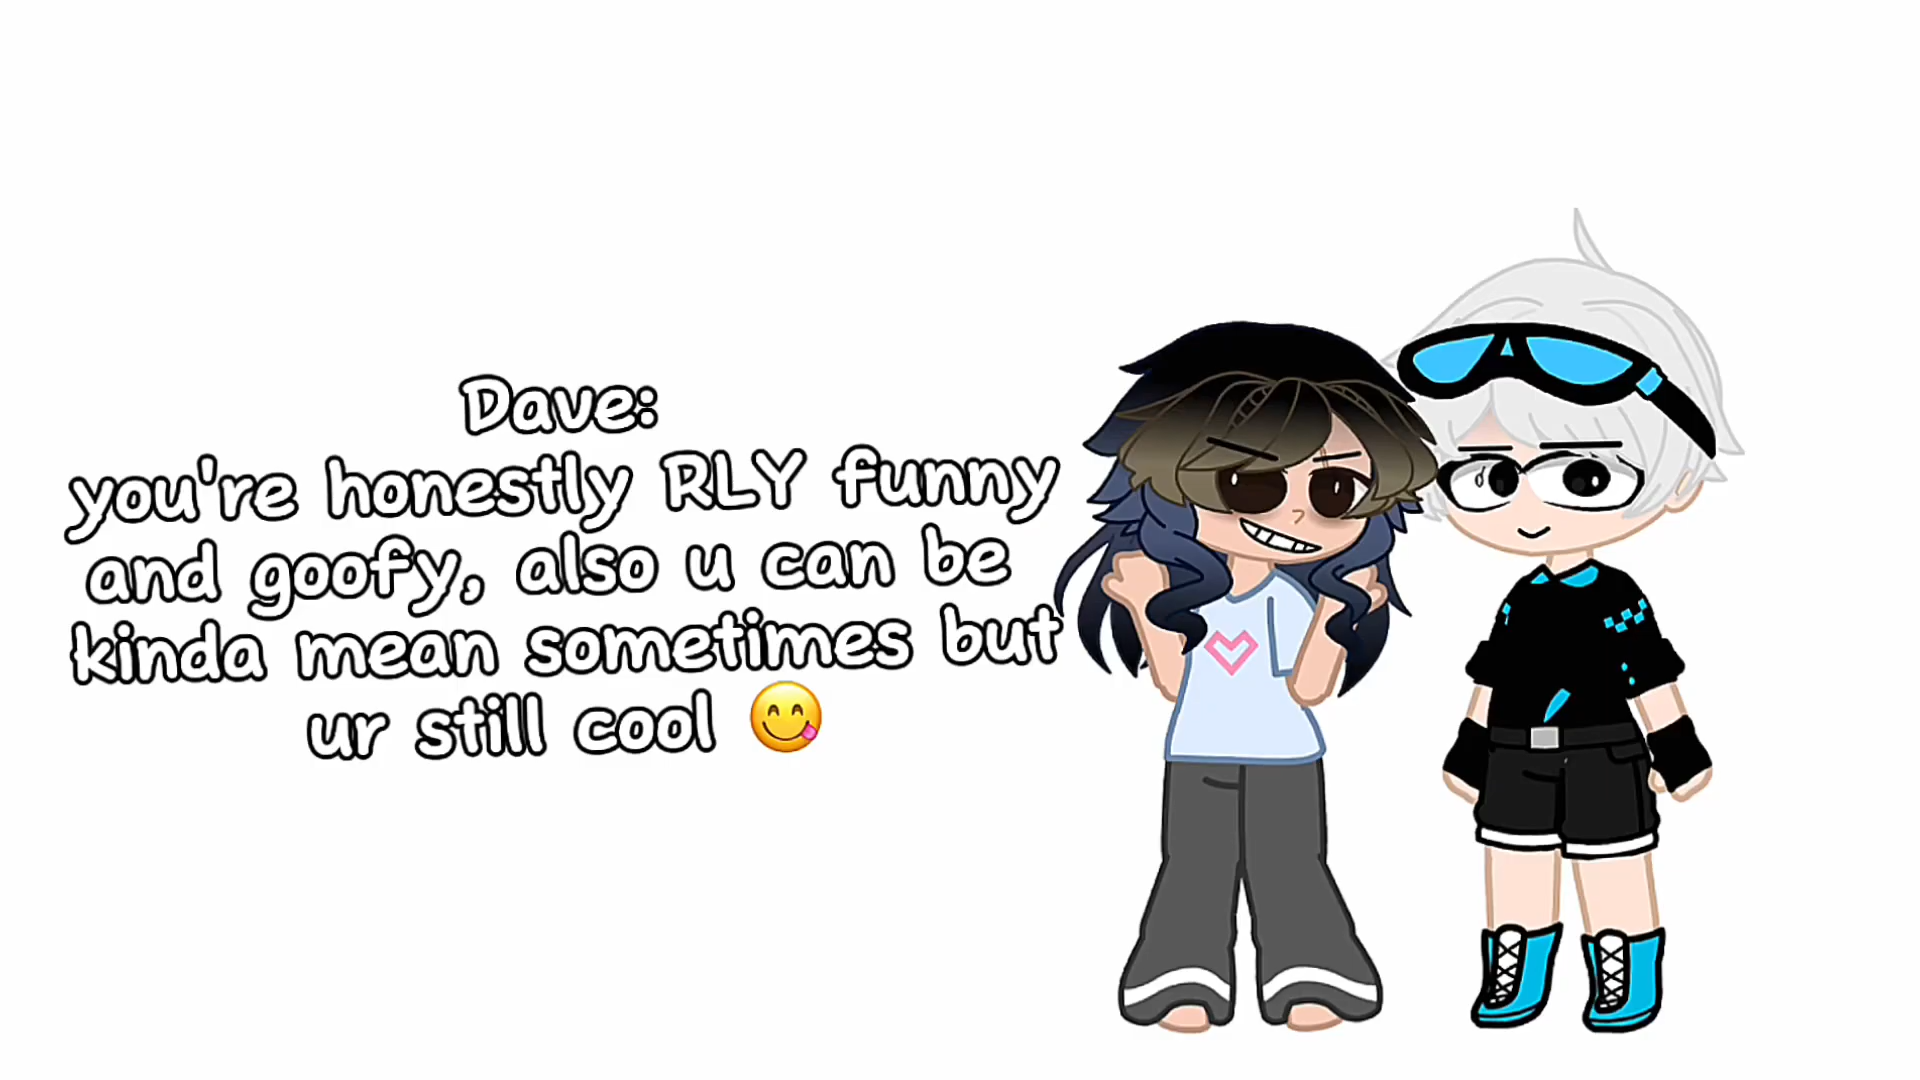 Dave:
you're honestly RLY funny
and goofy, also u can be
kinda mean sometimes but
ur still cool 😋